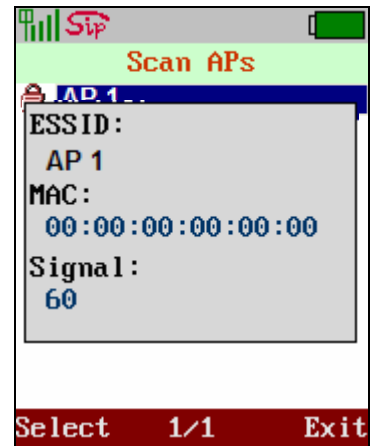 Sip
Scan APs
AP 1
ESSID:
AP 1
MAC:
00:00:00:00:00:00
Signal:
60
Select 1/1 Exit